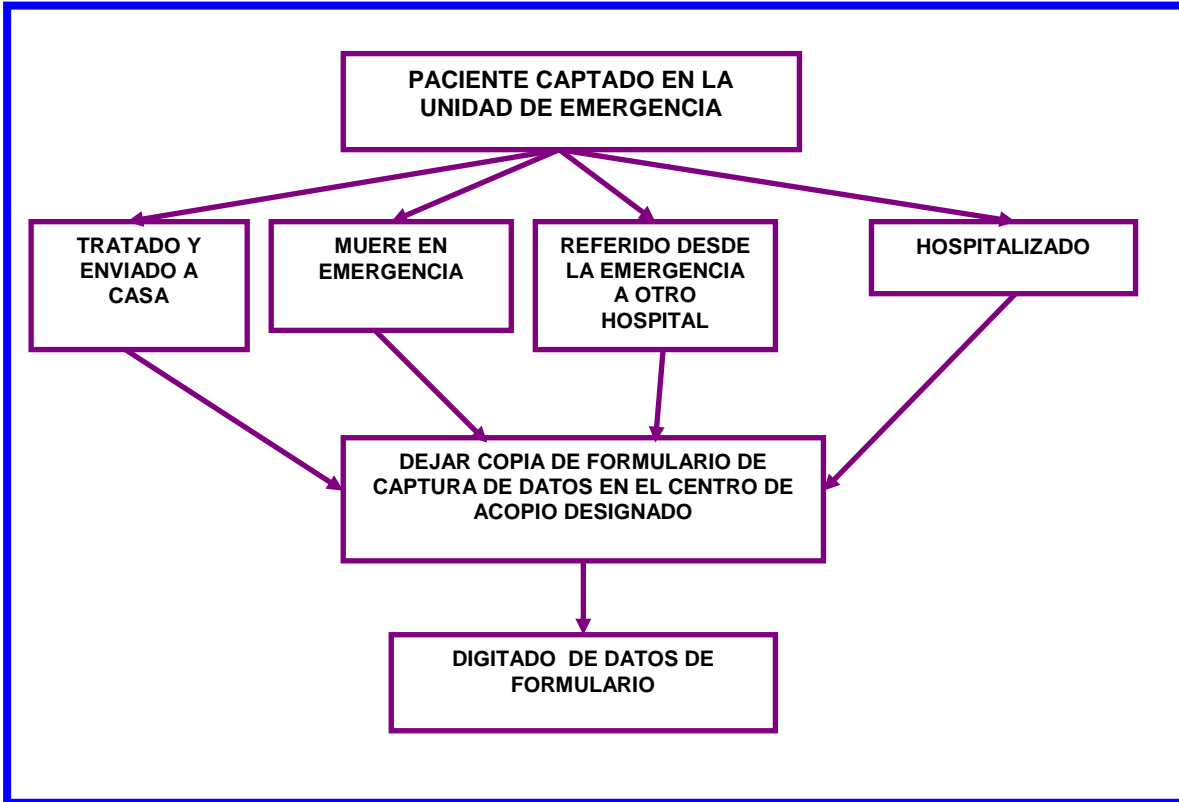 PACIENTE CAPTADO EN LA
UNIDAD DE EMERGENCIA
TRATADO Y
ENVIADO A
CASA
MUERE EN
EMERGENCIA
REFERIDO DESDE
LA EMERGENCIA
A OTRO
HOSPITAL
HOSPITALIZADO
DEJAR COPIA DE FORMULARIO DE
CAPTURA DE DATOS EN EL CENTRO DE
ACOPIO DESIGNADO
DIGITADO DE DATOS DE
FORMULARIO